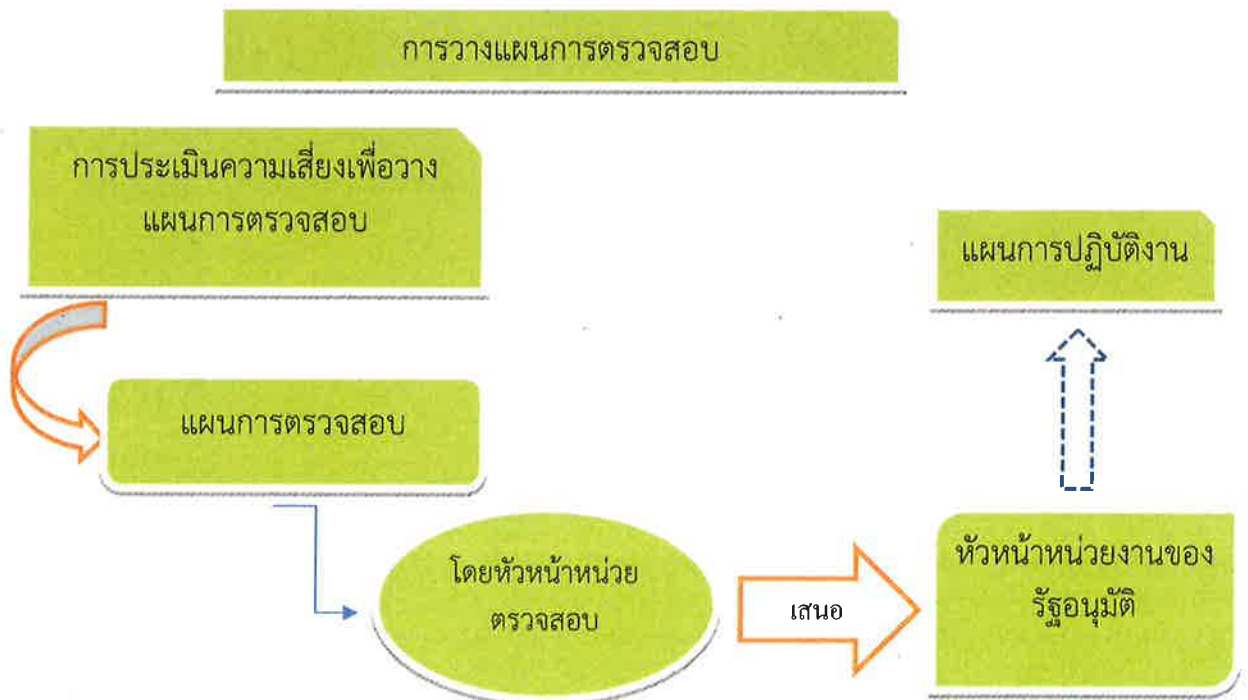 การวางแผนการตรวจสอบ
การประเมินความเสี่ยงเพื่อวาง
แผนการตรวจสอบ
แผนการปฏิบัติงาน
แผนการตรวจสอบ
โดยหัวหน้าหน่วย
ตรวจสอบ
เสนอ
หัวหน้าหน่วยงานของ
รัฐอนุมัติ